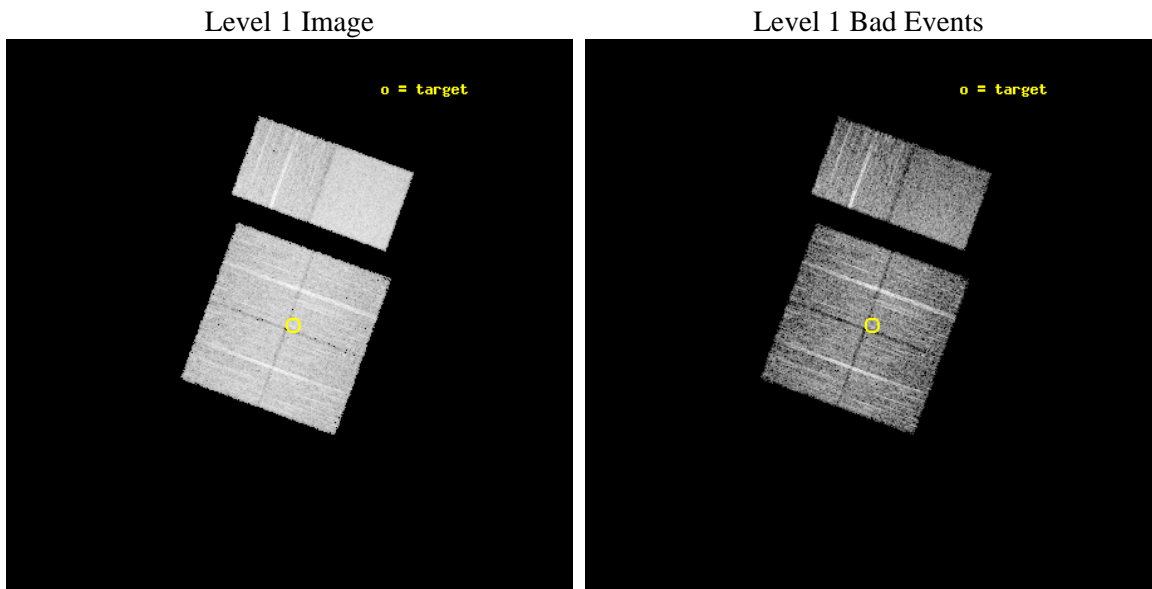 Level 1 Image
Level 1 Bad Events
o = target
o = target